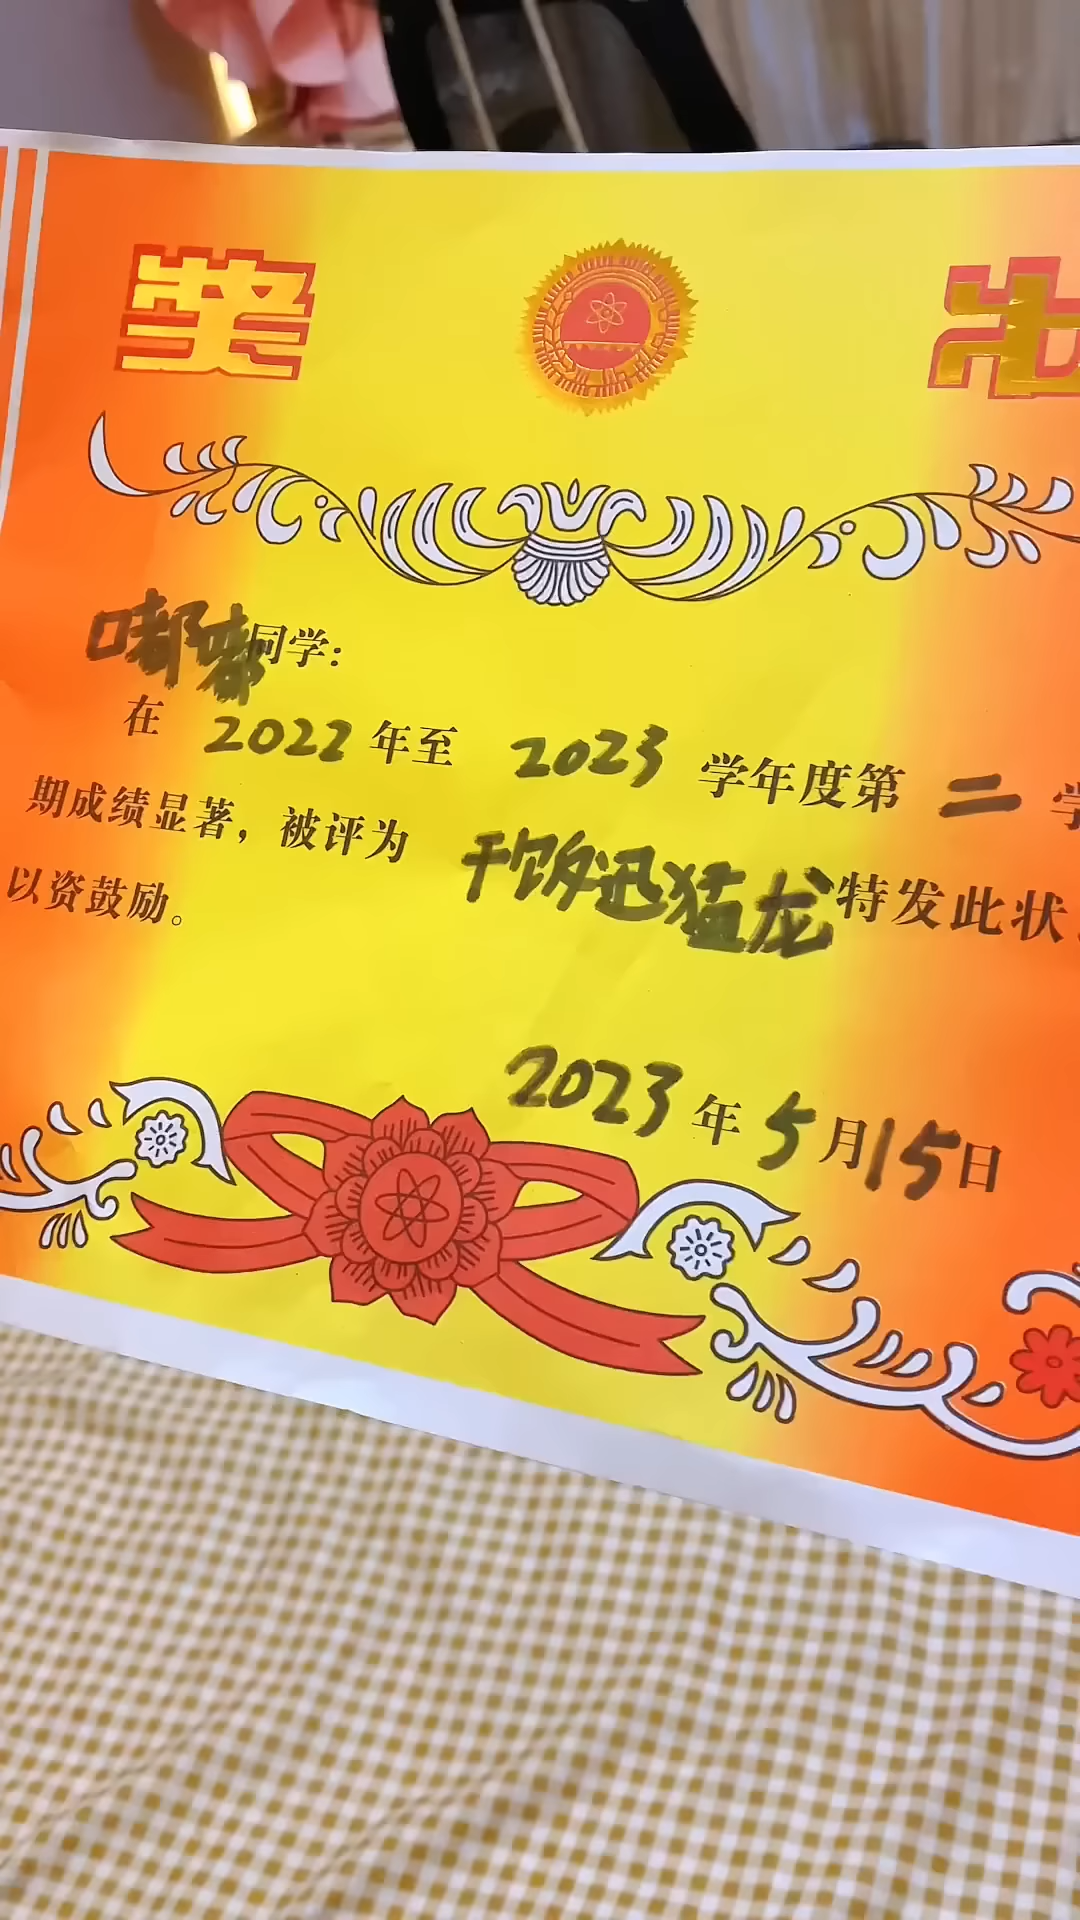 奖 状
嘟嘟同学:
在 2022 年至 2023 学年度第 二 学
期成绩显著，被评为 干饭迅猛龙 特发此状，
以资鼓励。
2023 年 5 月 15 日